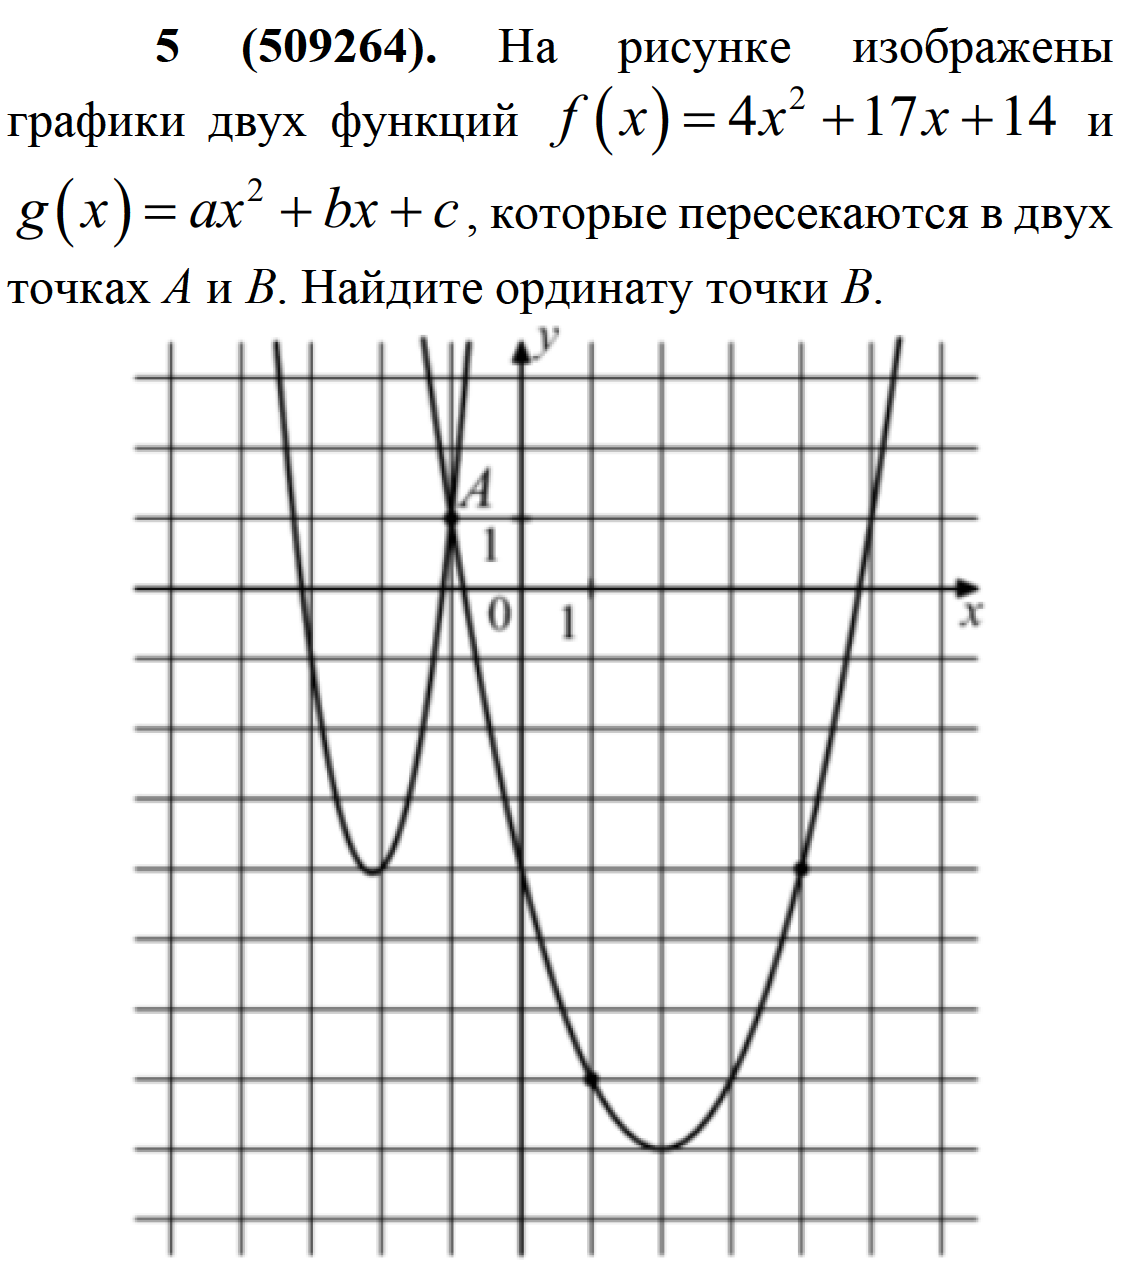 5 (509264). На рисунке изображены
графики двух функций f(x) = 4x² + 17x + 14 и
g(x) = ax² + bx + c, которые пересекаются в двух
точках A и B. Найдите ординату точки B.
y
A
1
0 1 x